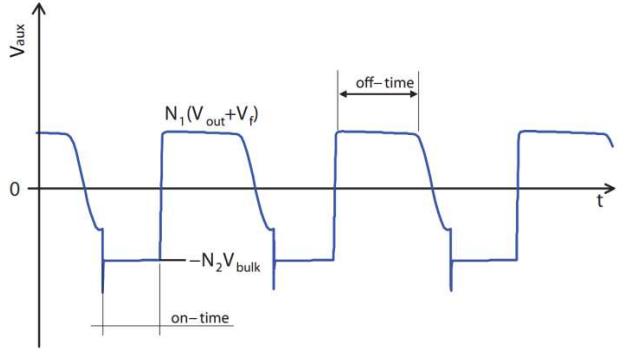 Vaux
off-time
N₁(Vout+Vf)
0
t
-N₂Vbulk
on-time